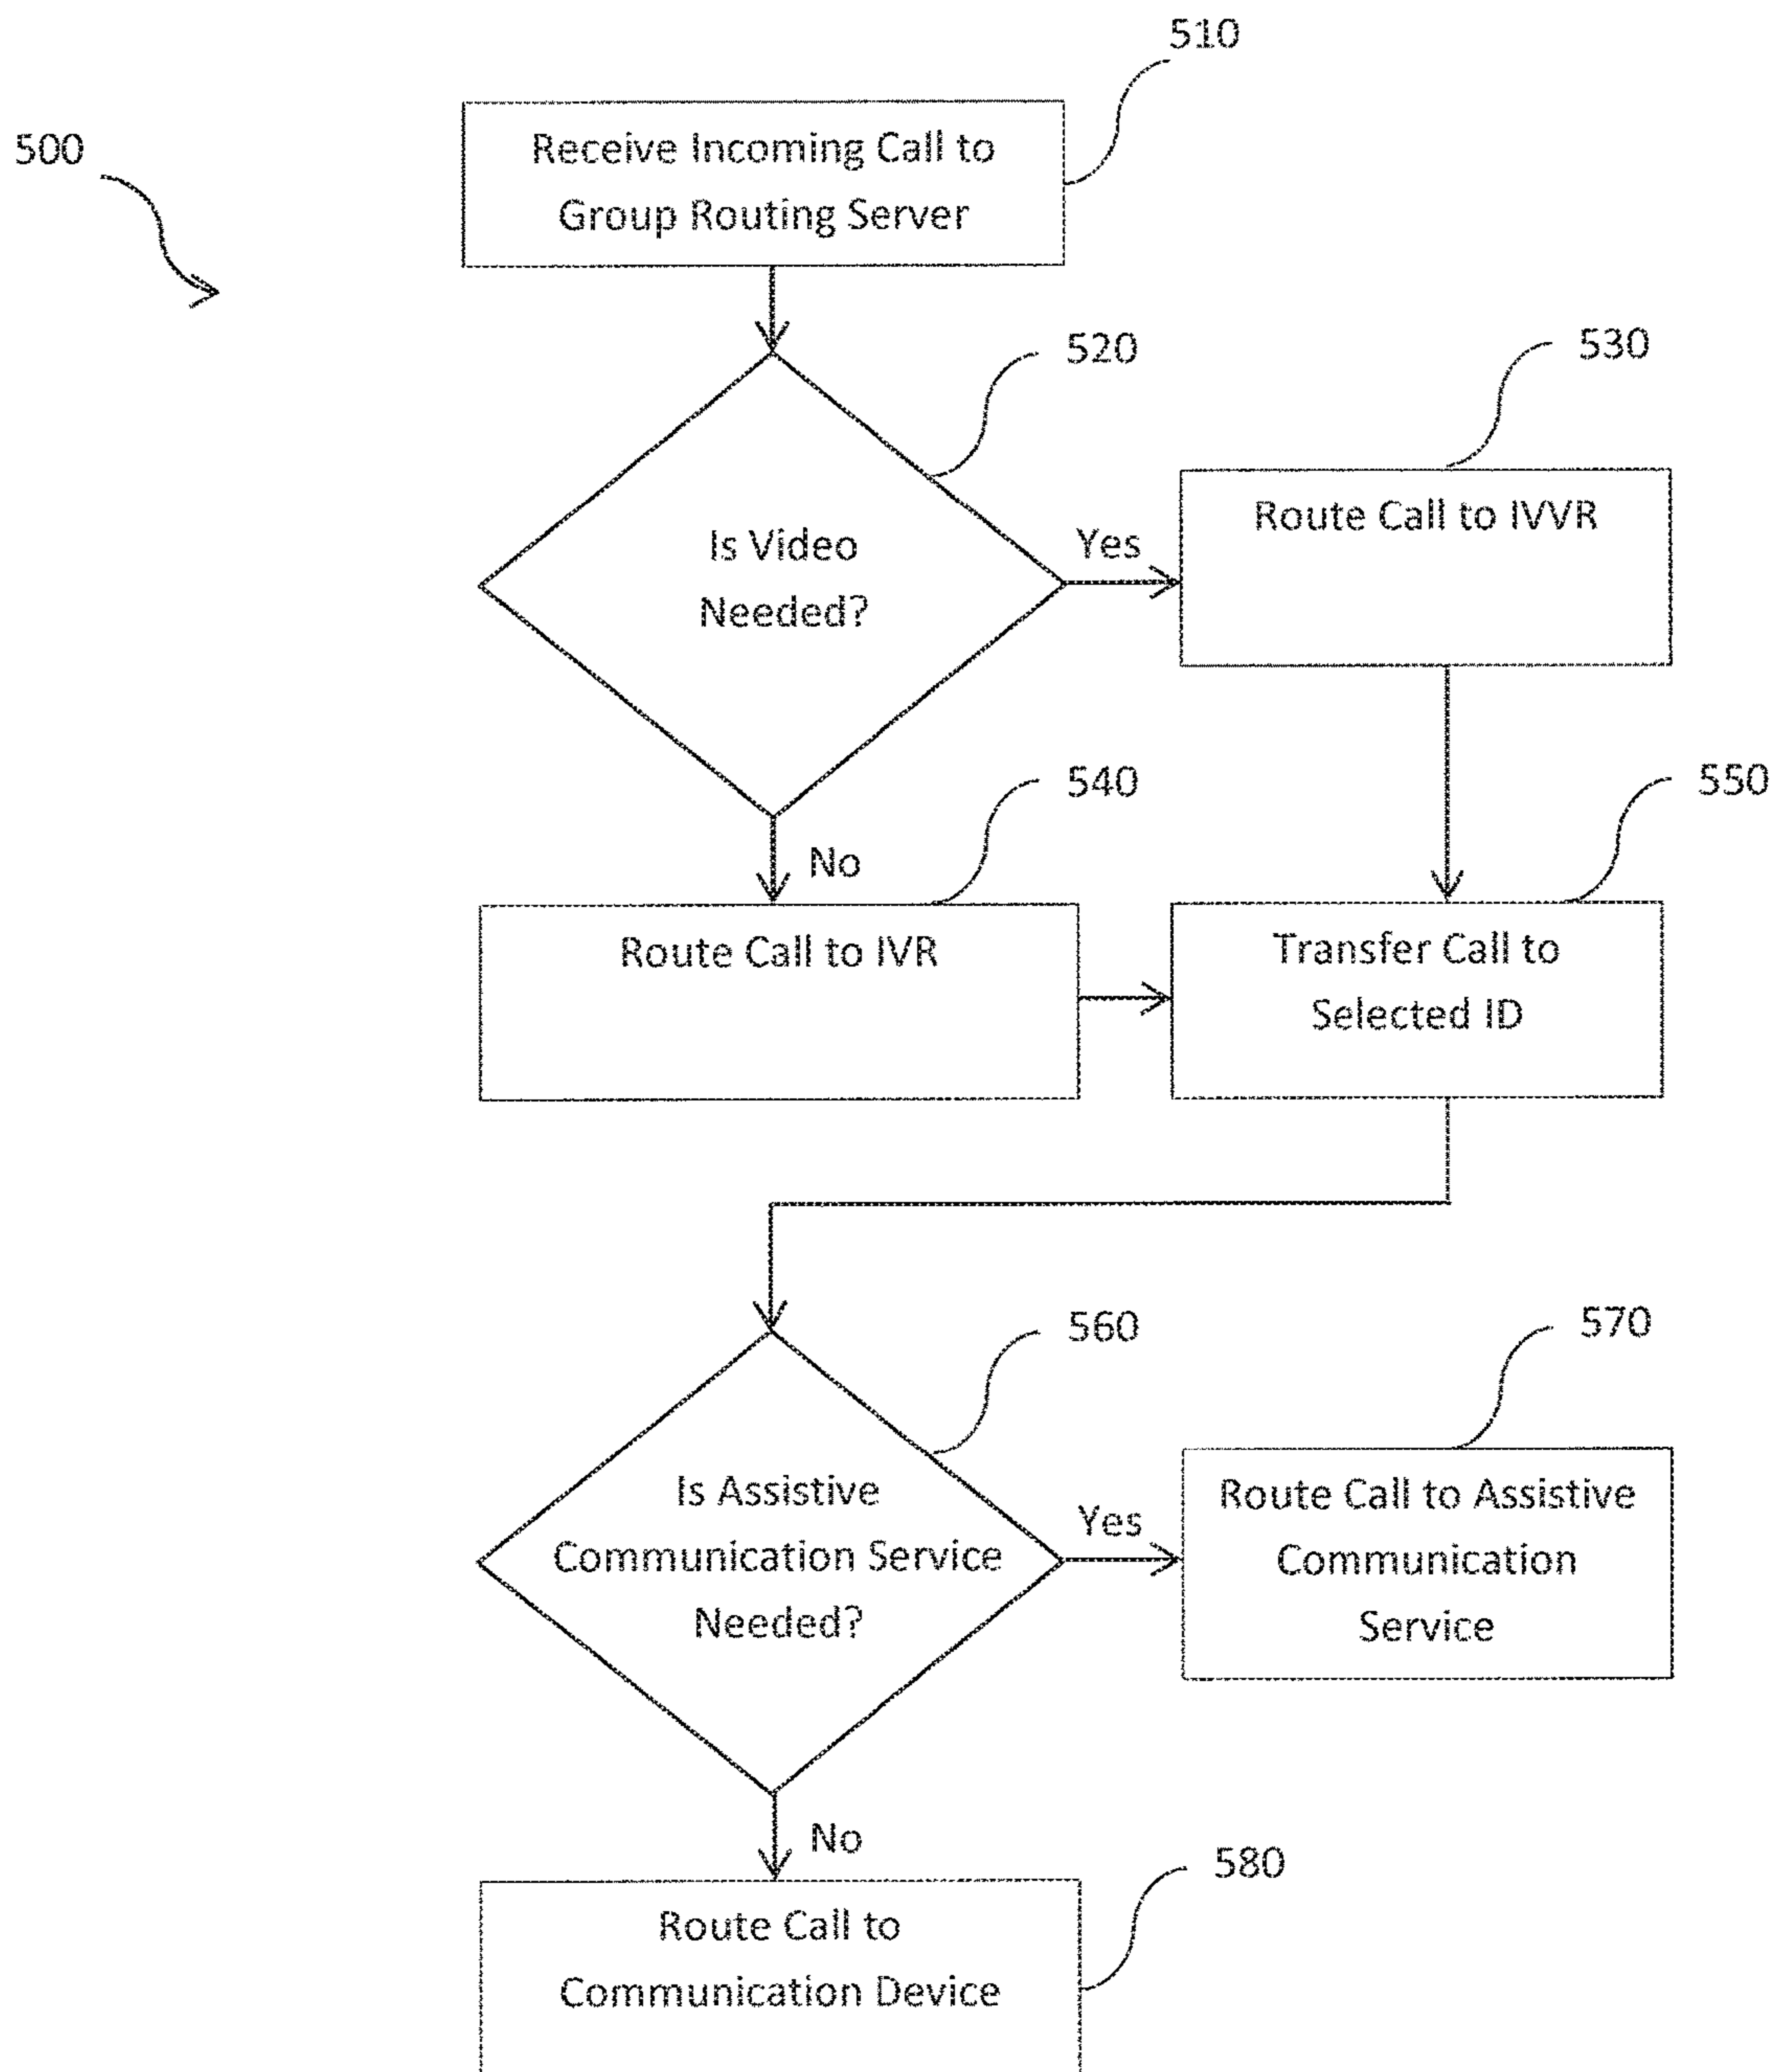 510
500
Receive Incoming Call to
Group Routing Server
520
530
Is Video
Needed?
Yes
Route Call to IVVR
540
550
No
Route Call to IVR
Transfer Call to
Selected ID
560
570
Is Assistive
Communication Service
Needed?
Yes
Route Call to Assistive
Communication
Service
No
580
Route Call to
Communication Device